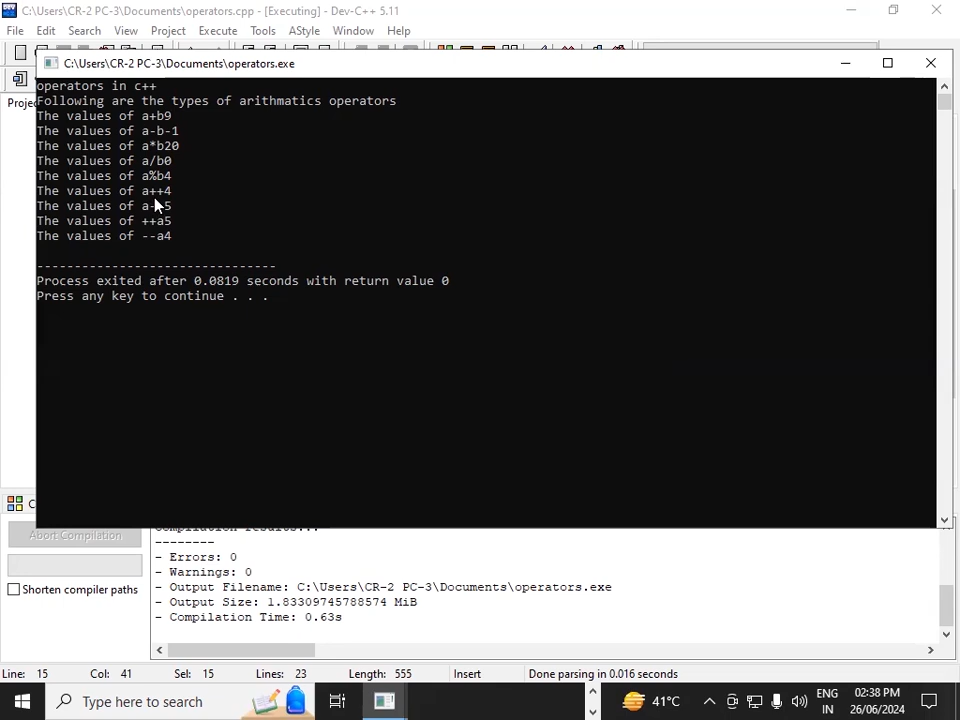 C:\Users\CR-2 PC-3\Documents\operators.cpp - [Executing] - Dev-C++ 5.11
File Edit Search View Project Execute Tools AStyle Window Help
C:\Users\CR-2 PC-3\Documents\operators.exe
operators in c++
Following are the types of arithmatics operators
The values of a+b9
The values of a-b-1
The values of a*b20
The values of a/b0
The values of a%b4
The values of a++4
The values of a--5
The values of ++a5
The values of --a4
--------------------------------
Process exited after 0.0819 seconds with return value 0
Press any key to continue . . .
Abort Compilation
Shorten compiler paths
Compilation results...
--------
- Errors: 0
- Warnings: 0
- Output Filename: C:\Users\CR-2 PC-3\Documents\operators.exe
- Output Size: 1.83309745788574 MiB
- Compilation Time: 0.63s
Line: 15 Col: 41 Sel: 15 Lines: 23 Length: 555 Insert Done parsing in 0.016 seconds
Type here to search
41°C
ENG
IN
02:38 PM
26/06/2024